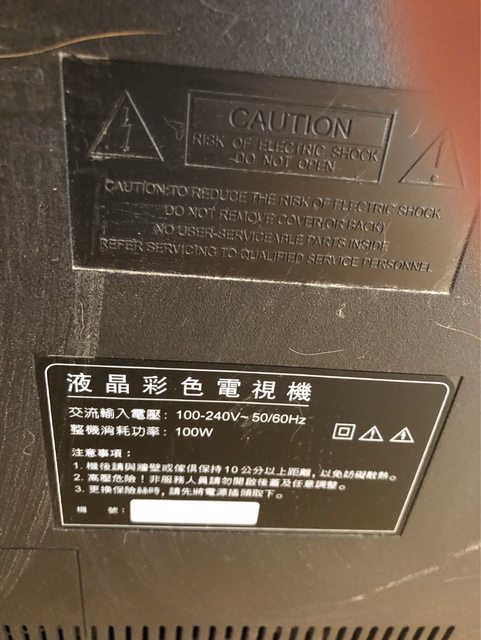 CAUTION
RISK OF ELECTRIC SHOCK
DO NOT OPEN
CAUTION:TO REDUCE THE RISK OF ELECTRIC SHOCK
DO NOT REMOVE COVER(OR BACK)
NO USER-SERVICEABLE PARTS INSIDE
REFER SERVICING TO QUALIFIED SERVICE PERSONNEL
液晶彩色電視機
交流輸入電壓: 100-240V~ 50/60Hz
整機消耗功率: 100W
注意事項:
1. 機後請與牆壁或傢俱保持10公分以上距離, 以免妨礙散熱。
2. 高壓危險!非服務人員請勿開啟後蓋及任意調整。
3. 更換保險絲時, 請先將電源插頭取下。
機 號: